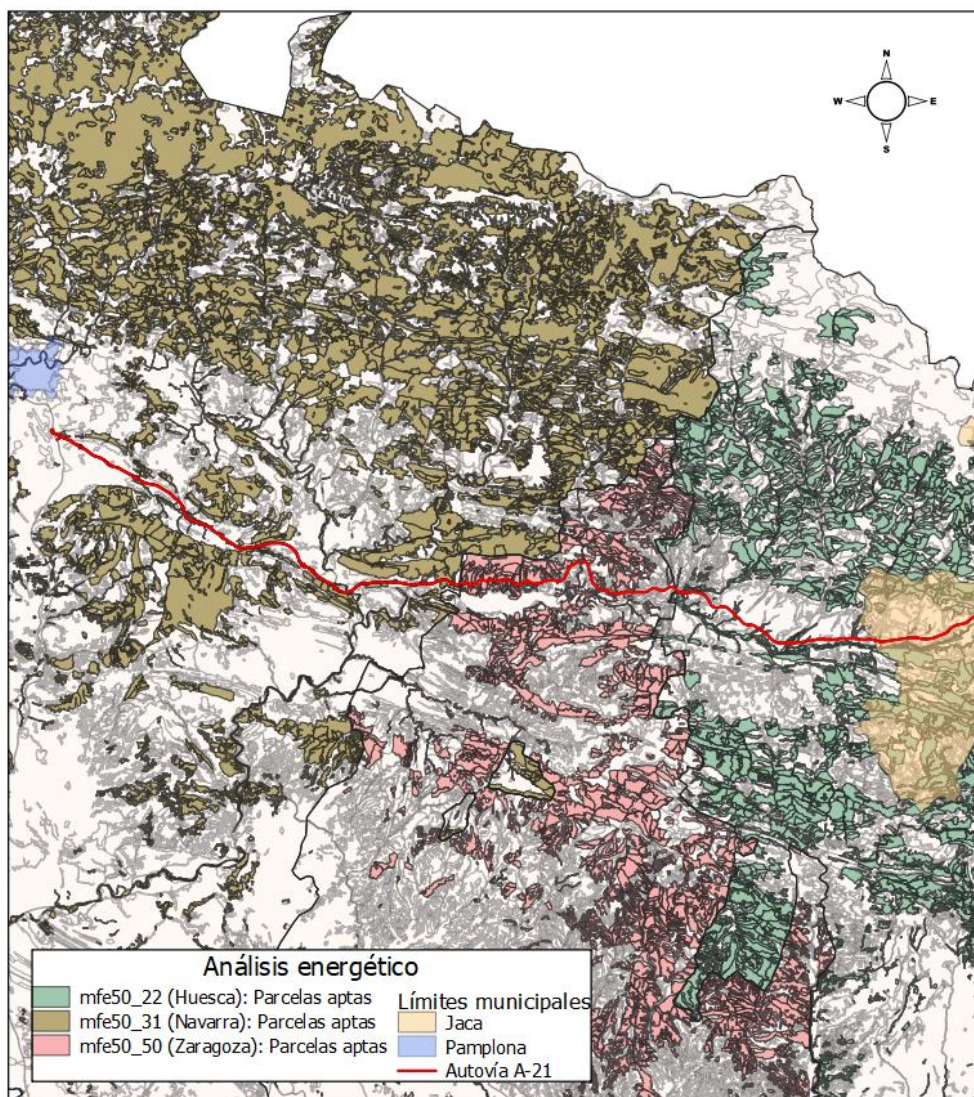 N
W E
S
Análisis energético
mfe50_22 (Huesca): Parcelas aptas
mfe50_31 (Navarra): Parcelas aptas
mfe50_50 (Zaragoza): Parcelas aptas
Límites municipales
Jaca
Pamplona
Autovía A-21